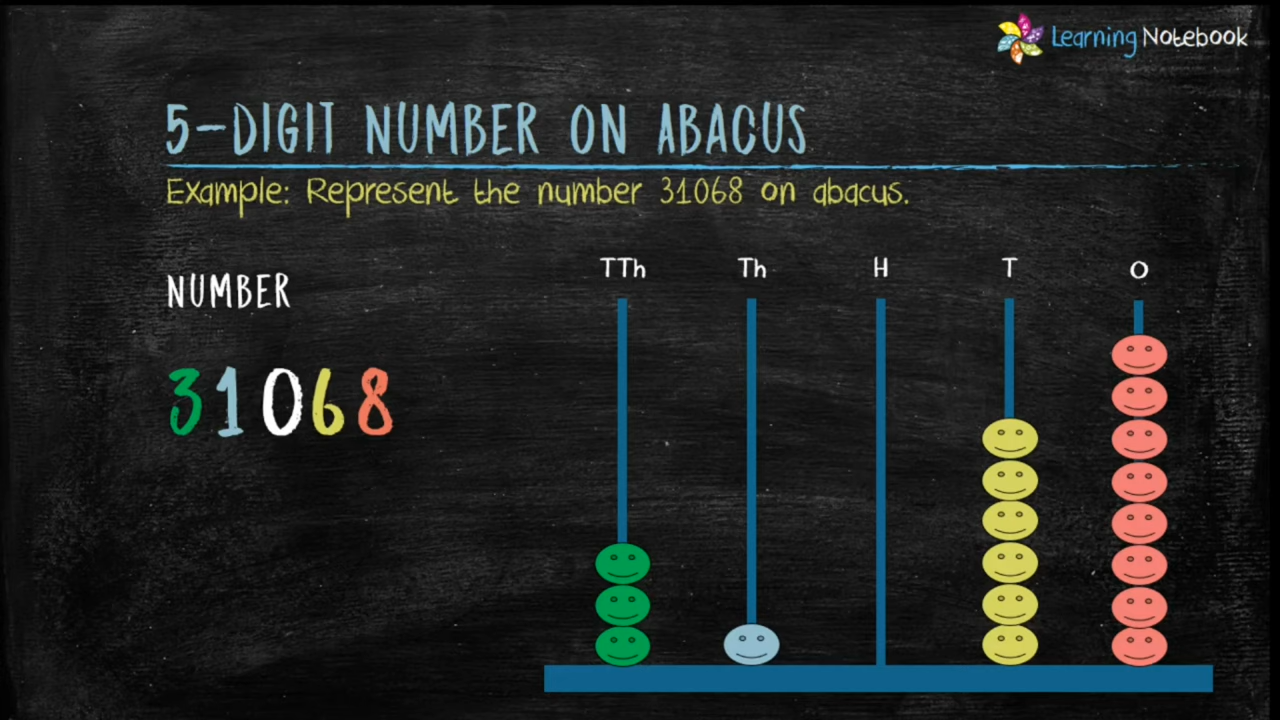 Learning Notebook
5-DIGIT NUMBER ON ABACUS
Example: Represent the number 31068 on abacus.
TTh Th H T O
NUMBER
31068